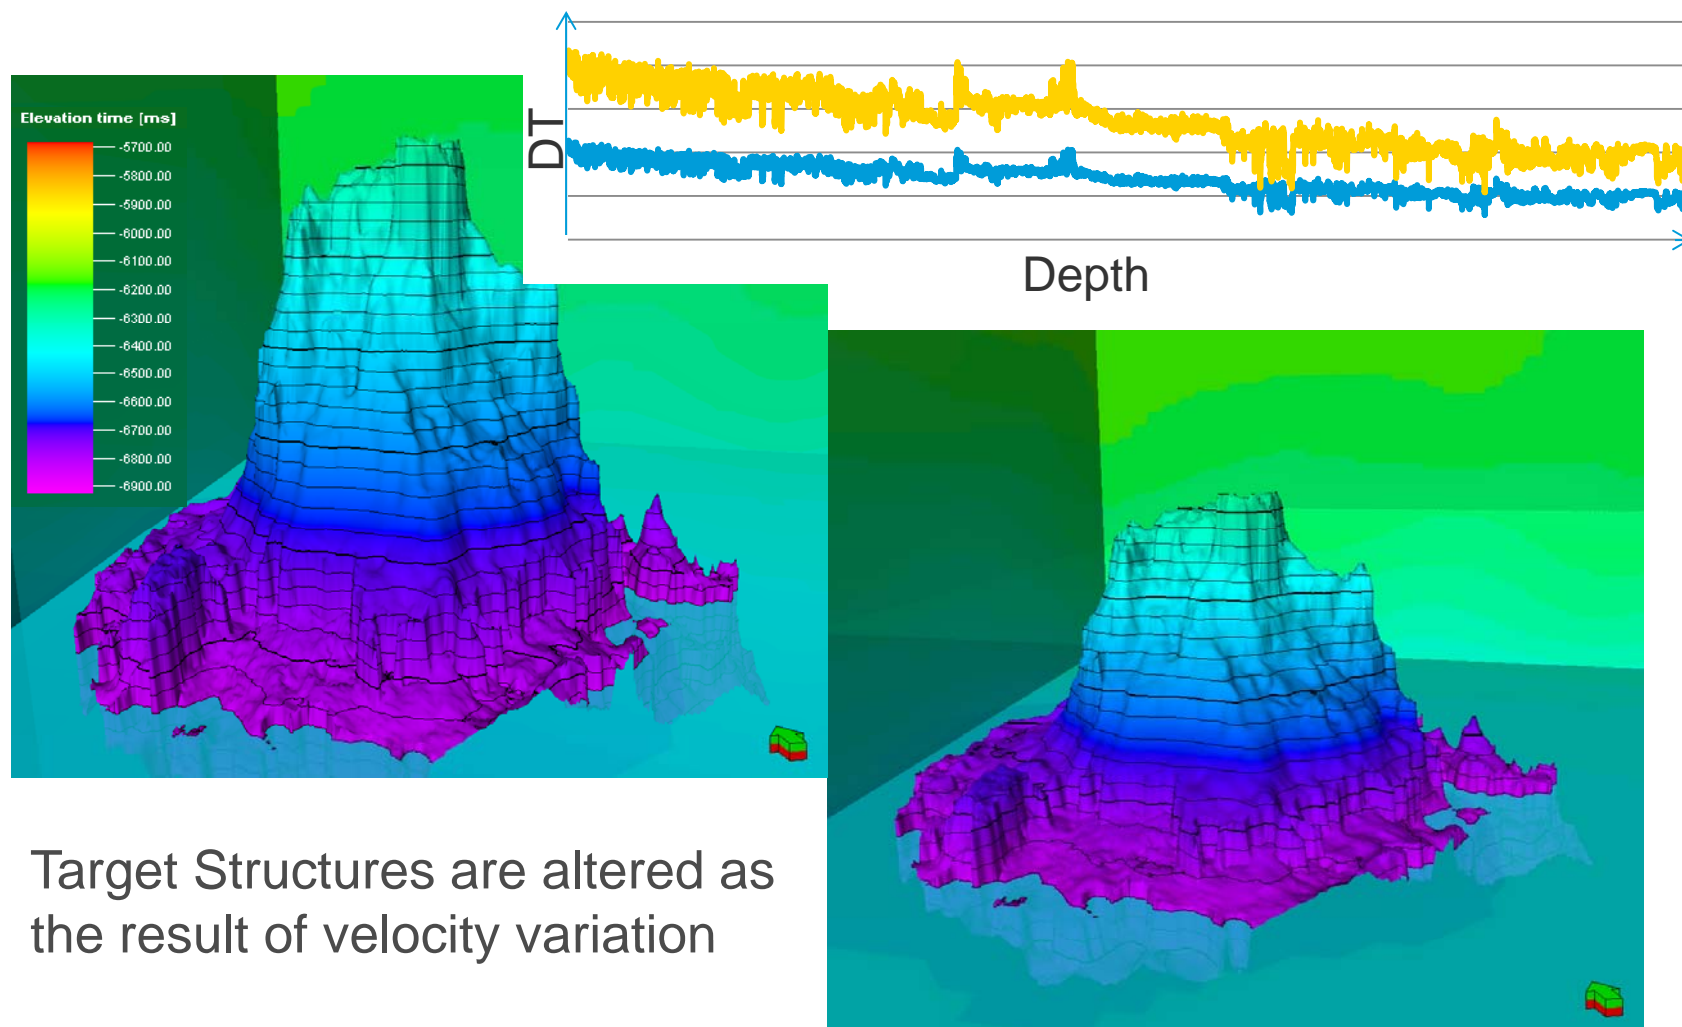 DT
Depth
Elevation time [ms]
-5700.00
-5800.00
-5900.00
-6000.00
-6100.00
-6200.00
-6300.00
-6400.00
-6500.00
-6600.00
-6700.00
-6800.00
-6900.00
Target Structures are altered as
the result of velocity variation